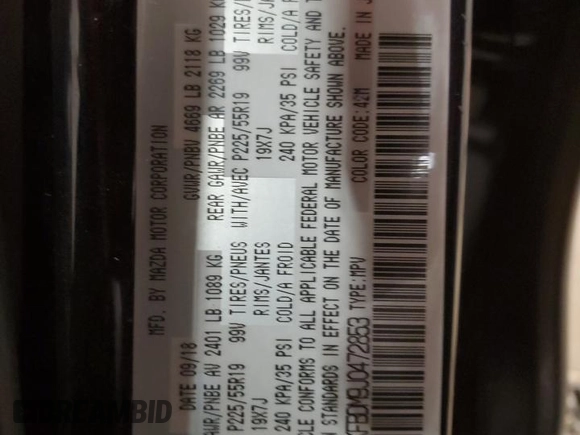 MFD. BY MAZDA MOTOR CORPORATION
DATE 09/18 GVWR/PNBV 4669 LB 2118 KG
GAWR/PNBE AV 2401 LB 1089 KG REAR GAWR/PNBE AR 2269 LB 1029 KG
P225/55R19 99V TIRES/PNEUS WITH/AVEC P225/55R19 99V TIRES/
19X7J RIMS/JANTES 19X7J RIMS/JANTE
240 KPA/35 PSI COLD/A FROID 240 KPA/35 PSI COLD/A
CONFORMS TO ALL APPLICABLE FEDERAL MOTOR VEHICLE SAFETY AND
STANDARDS IN EFFECT ON THE DATE OF MANUFACTURE SHOWN ABOVE.
FBDM9J0472853 TYPE:MPV COLOR CODE:42M MADE IN
DREAMBID